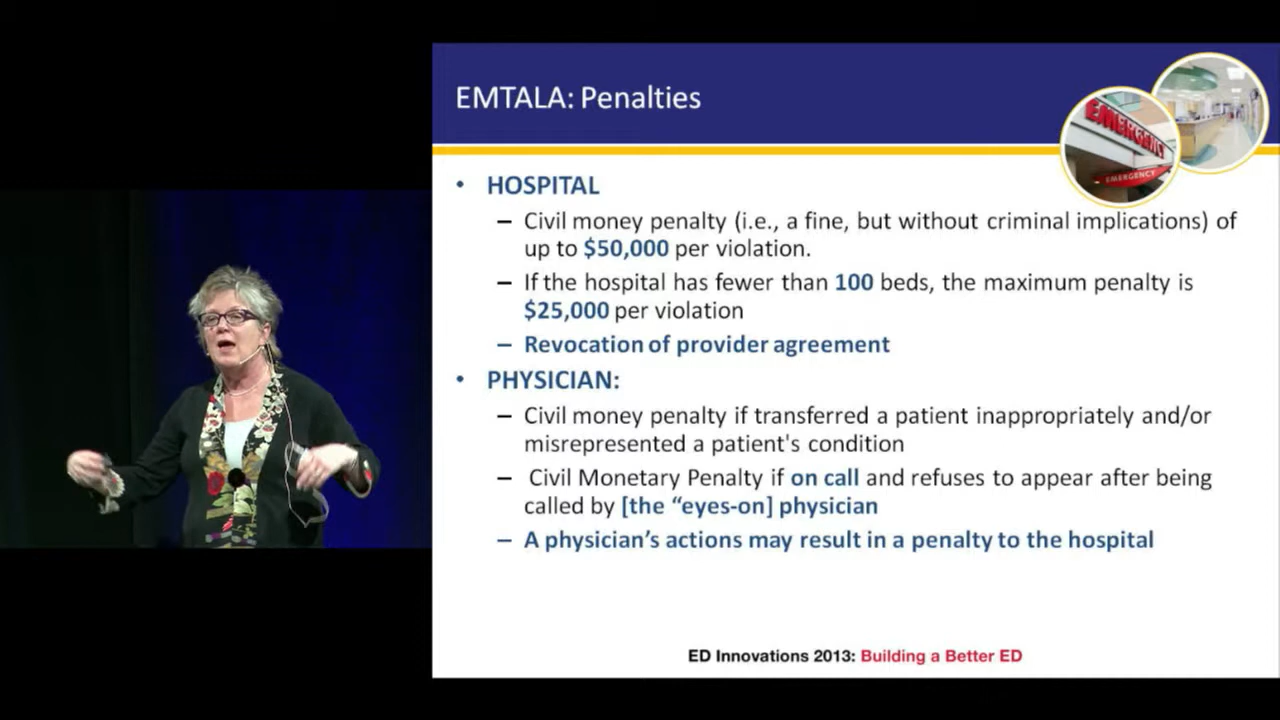 EMTALA: Penalties
EMERGENCY
EMERGENCY
• HOSPITAL
– Civil money penalty (i.e., a fine, but without criminal implications) of
up to $50,000 per violation.
– If the hospital has fewer than 100 beds, the maximum penalty is
$25,000 per violation
– Revocation of provider agreement
• PHYSICIAN:
– Civil money penalty if transferred a patient inappropriately and/or
misrepresented a patient's condition
– Civil Monetary Penalty if on call and refuses to appear after being
called by [the “eyes-on] physician
– A physician’s actions may result in a penalty to the hospital
ED Innovations 2013: Building a Better ED